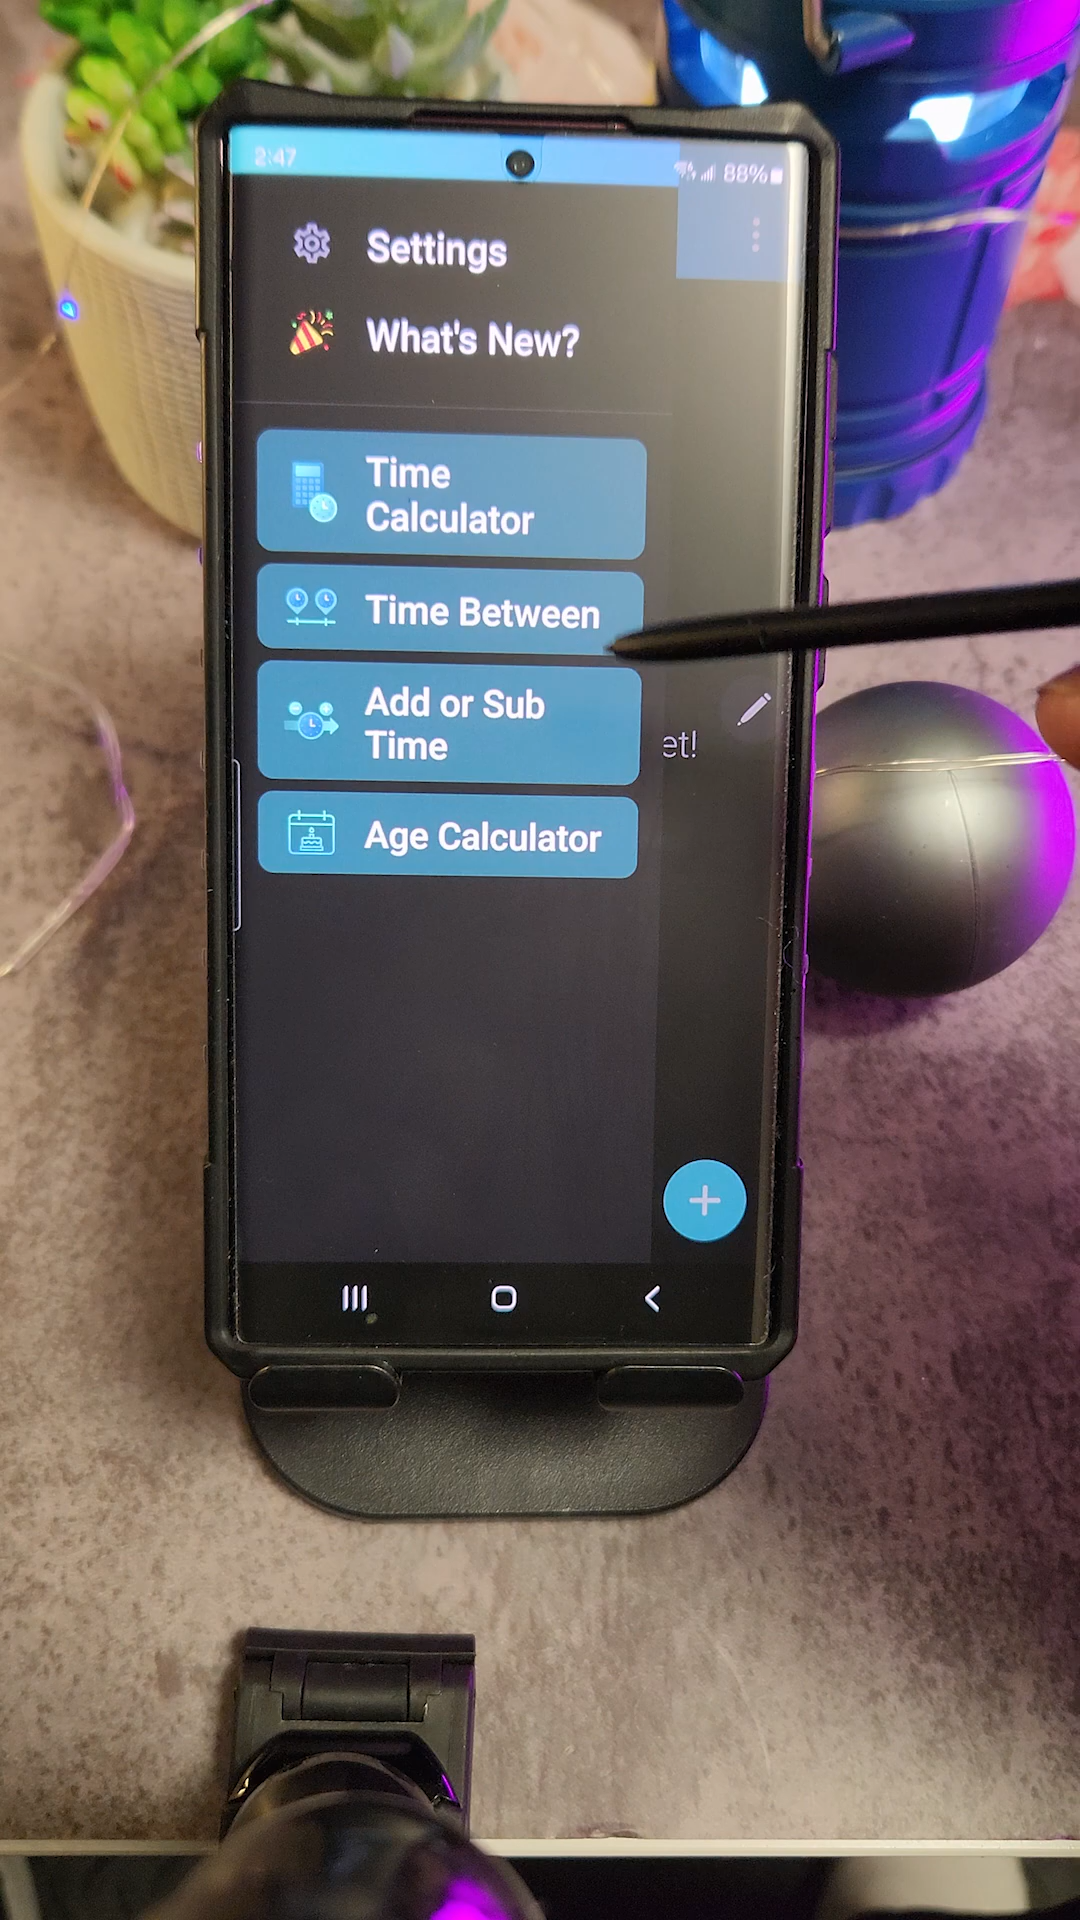 2:47
88%
Settings
What's New?
Time
Calculator
Time Between
Add or Sub
Time
et!
Age Calculator